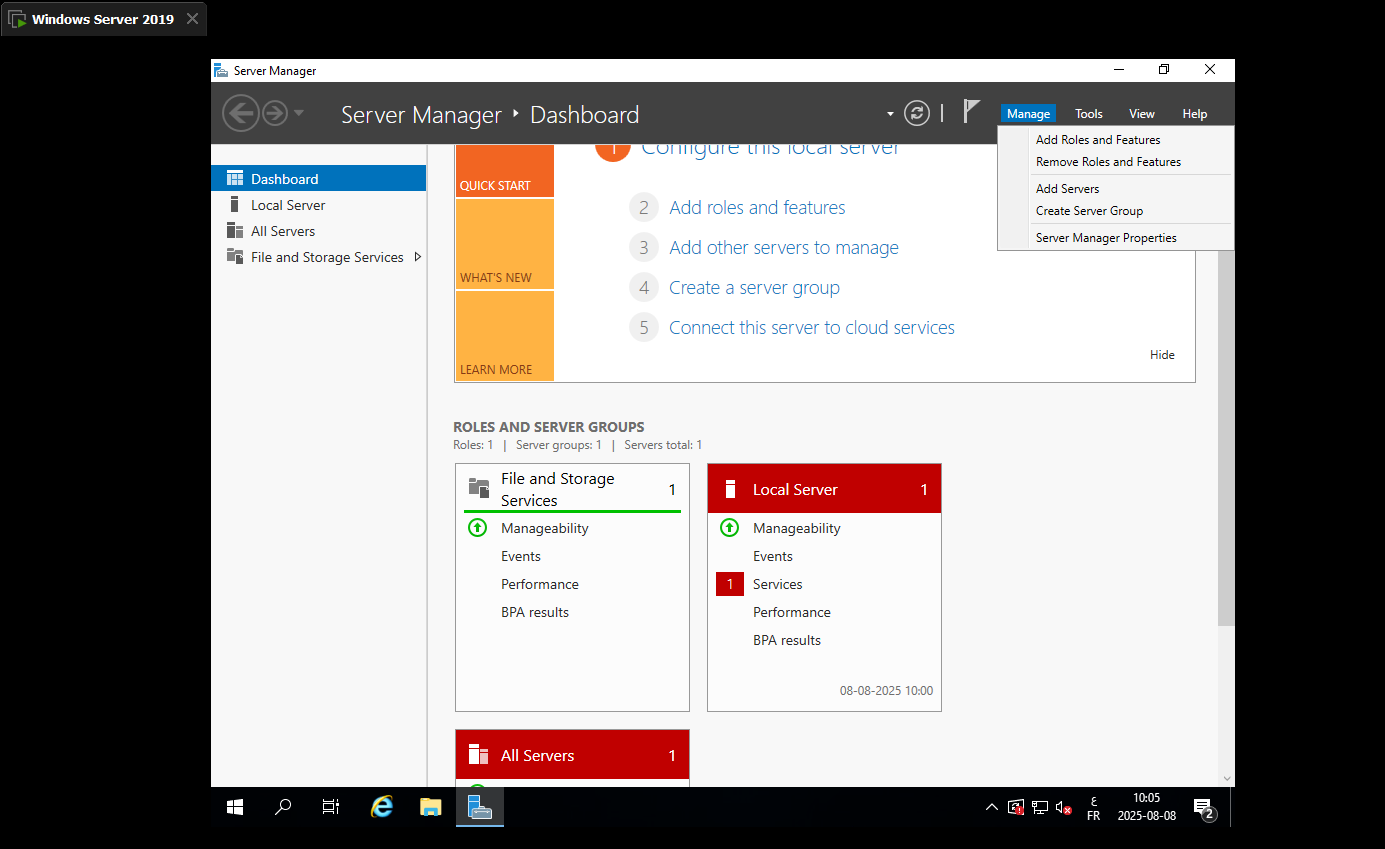 Windows Server 2019
Server Manager
Server Manager Dashboard
Manage Tools View Help
Add Roles and Features
Remove Roles and Features
Add Servers
Create Server Group
Server Manager Properties
Dashboard
Local Server
All Servers
File and Storage Services
QUICK START
WHAT'S NEW
LEARN MORE
1 Configure this local server
2 Add roles and features
3 Add other servers to manage
4 Create a server group
5 Connect this server to cloud services
Hide
ROLES AND SERVER GROUPS
Roles: 1 | Server groups: 1 | Servers total: 1
File and Storage
Services 1
Manageability
Events
Performance
BPA results
Local Server 1
Manageability
Events
1 Services
Performance
BPA results
08-08-2025 10:00
All Servers 1
ع
FR
10:05
2025-08-08
2